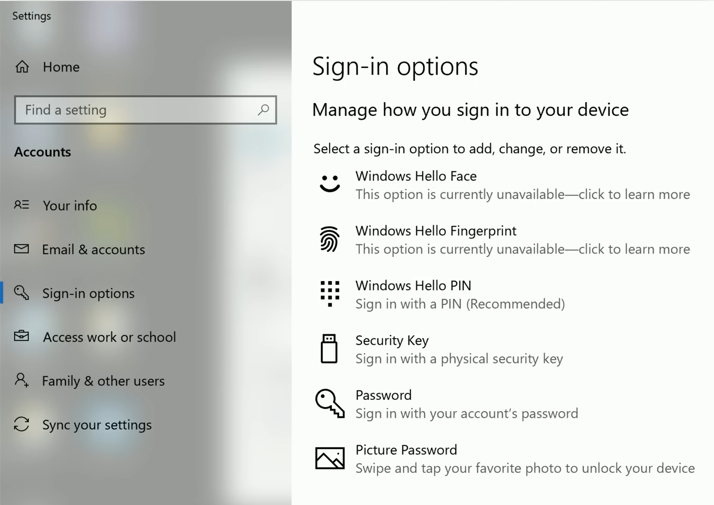 Settings
Home
Find a setting
Accounts
Your info
Email & accounts
Sign-in options
Access work or school
Family & other users
Sync your settings
Sign-in options
Manage how you sign in to your device
Select a sign-in option to add, change, or remove it.
Windows Hello Face
This option is currently unavailable—click to learn more
Windows Hello Fingerprint
This option is currently unavailable—click to learn more
Windows Hello PIN
Sign in with a PIN (Recommended)
Security Key
Sign in with a physical security key
Password
Sign in with your account's password
Picture Password
Swipe and tap your favorite photo to unlock your device